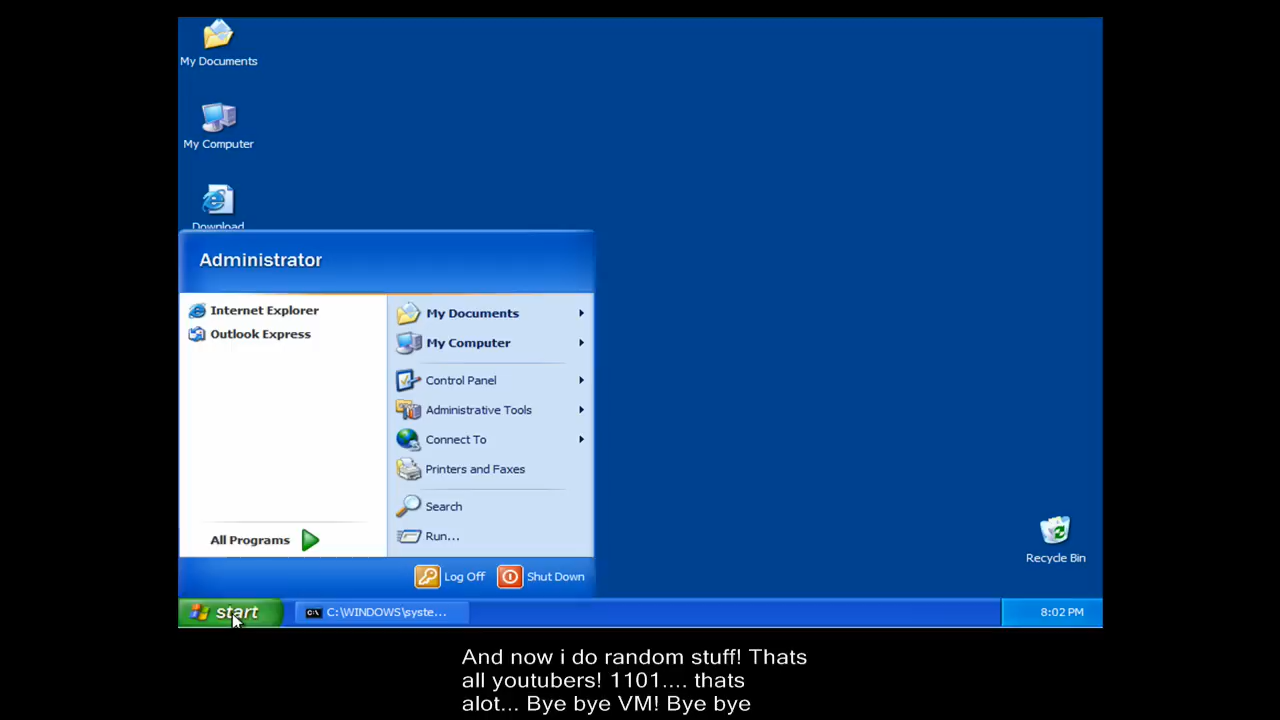 My Documents
My Computer
Download
Administrator
Internet Explorer
Outlook Express
All Programs
My Documents
My Computer
Control Panel
Administrative Tools
Connect To
Printers and Faxes
Search
Run...
Log Off
Shut Down
Recycle Bin
start
C:\WINDOWS\syste...
8:02 PM
And now i do random stuff! Thats
all youtubers! 1101.... thats
alot... Bye bye VM! Bye bye